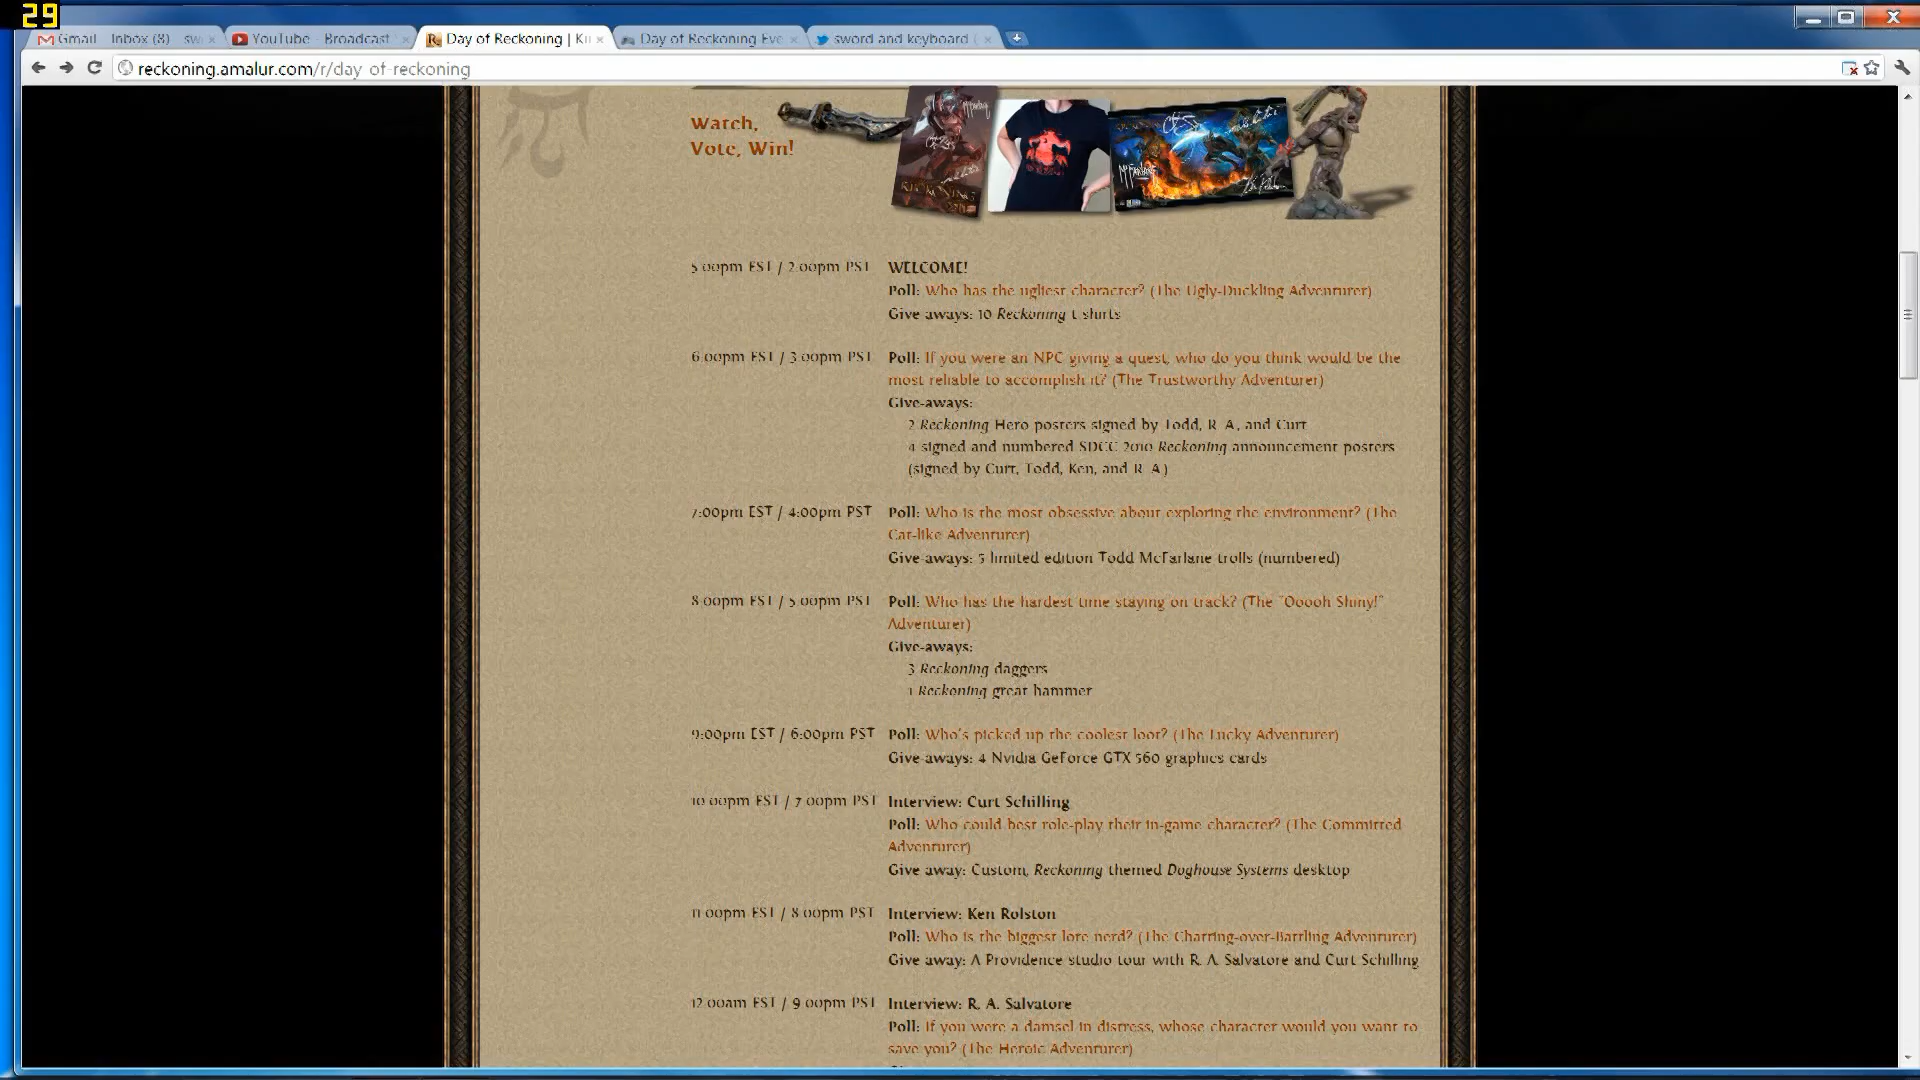 29
Gmail - Inbox (8) - sw
YouTube - Broadcast
Day of Reckoning | Ki
Day of Reckoning Eve
sword and keyboard (
reckoning.amalur.com/r/day-of-reckoning
Watch,
Vote, Win!
5:00pm EST / 2:00pm PST
WELCOME!
Poll: Who has the ugliest character? (The Ugly-Duckling Adventurer)
Give-aways: 10 Reckoning t-shirts
6:00pm EST / 3:00pm PST
Poll: If you were an NPC giving a quest, who do you think would be the
most reliable to accomplish it? (The Trustworthy Adventurer)
Give-aways:
2 Reckoning Hero posters signed by Todd, R. A., and Curt
4 signed and numbered SDCC 2010 Reckoning announcement posters
(signed by Curt, Todd, Ken, and R. A.)
7:00pm EST / 4:00pm PST
Poll: Who is the most obsessive about exploring the environment? (The
Cat-like Adventurer)
Give-aways: 5 limited edition Todd McFarlane trolls (numbered)
8:00pm EST / 5:00pm PST
Poll: Who has the hardest time staying on track? (The "Ooooh Shiny!"
Adventurer)
Give-aways:
3 Reckoning daggers
1 Reckoning great hammer
9:00pm EST / 6:00pm PST
Poll: Who's picked up the coolest loot? (The Lucky Adventurer)
Give-aways: 4 Nvidia GeForce GTX 560 graphics cards
10:00pm EST / 7:00pm PST
Interview: Curt Schilling
Poll: Who could best role-play their in-game character? (The Committed
Adventurer)
Give-away: Custom, Reckoning themed Doghouse Systems desktop
11:00pm EST / 8:00pm PST
Interview: Ken Rolston
Poll: Who is the biggest lore nerd? (The Chatting-over-Battling Adventurer)
Give-away: A Providence studio tour with R. A. Salvatore and Curt Schilling
12:00am EST / 9:00pm PST
Interview: R. A. Salvatore
Poll: If you were a damsel in distress, whose character would you want to
save you? (The Heroic Adventurer)